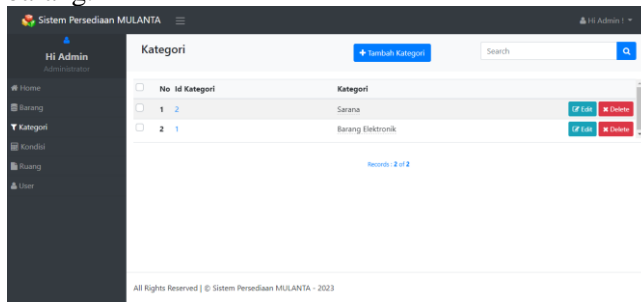 Sistem Persediaan MULANTA
Hi Admin ! 
Hi Admin
Administrator
Home
Barang
Kategori
Kondisi
Ruang
User
Kategori
+ Tambah Kategori
Search
No Id Kategori Kategori
1 2 Sarana Edit Delete
2 1 Barang Elektronik Edit Delete
Records : 2 of 2
All Rights Reserved | © Sistem Persediaan MULANTA - 2023